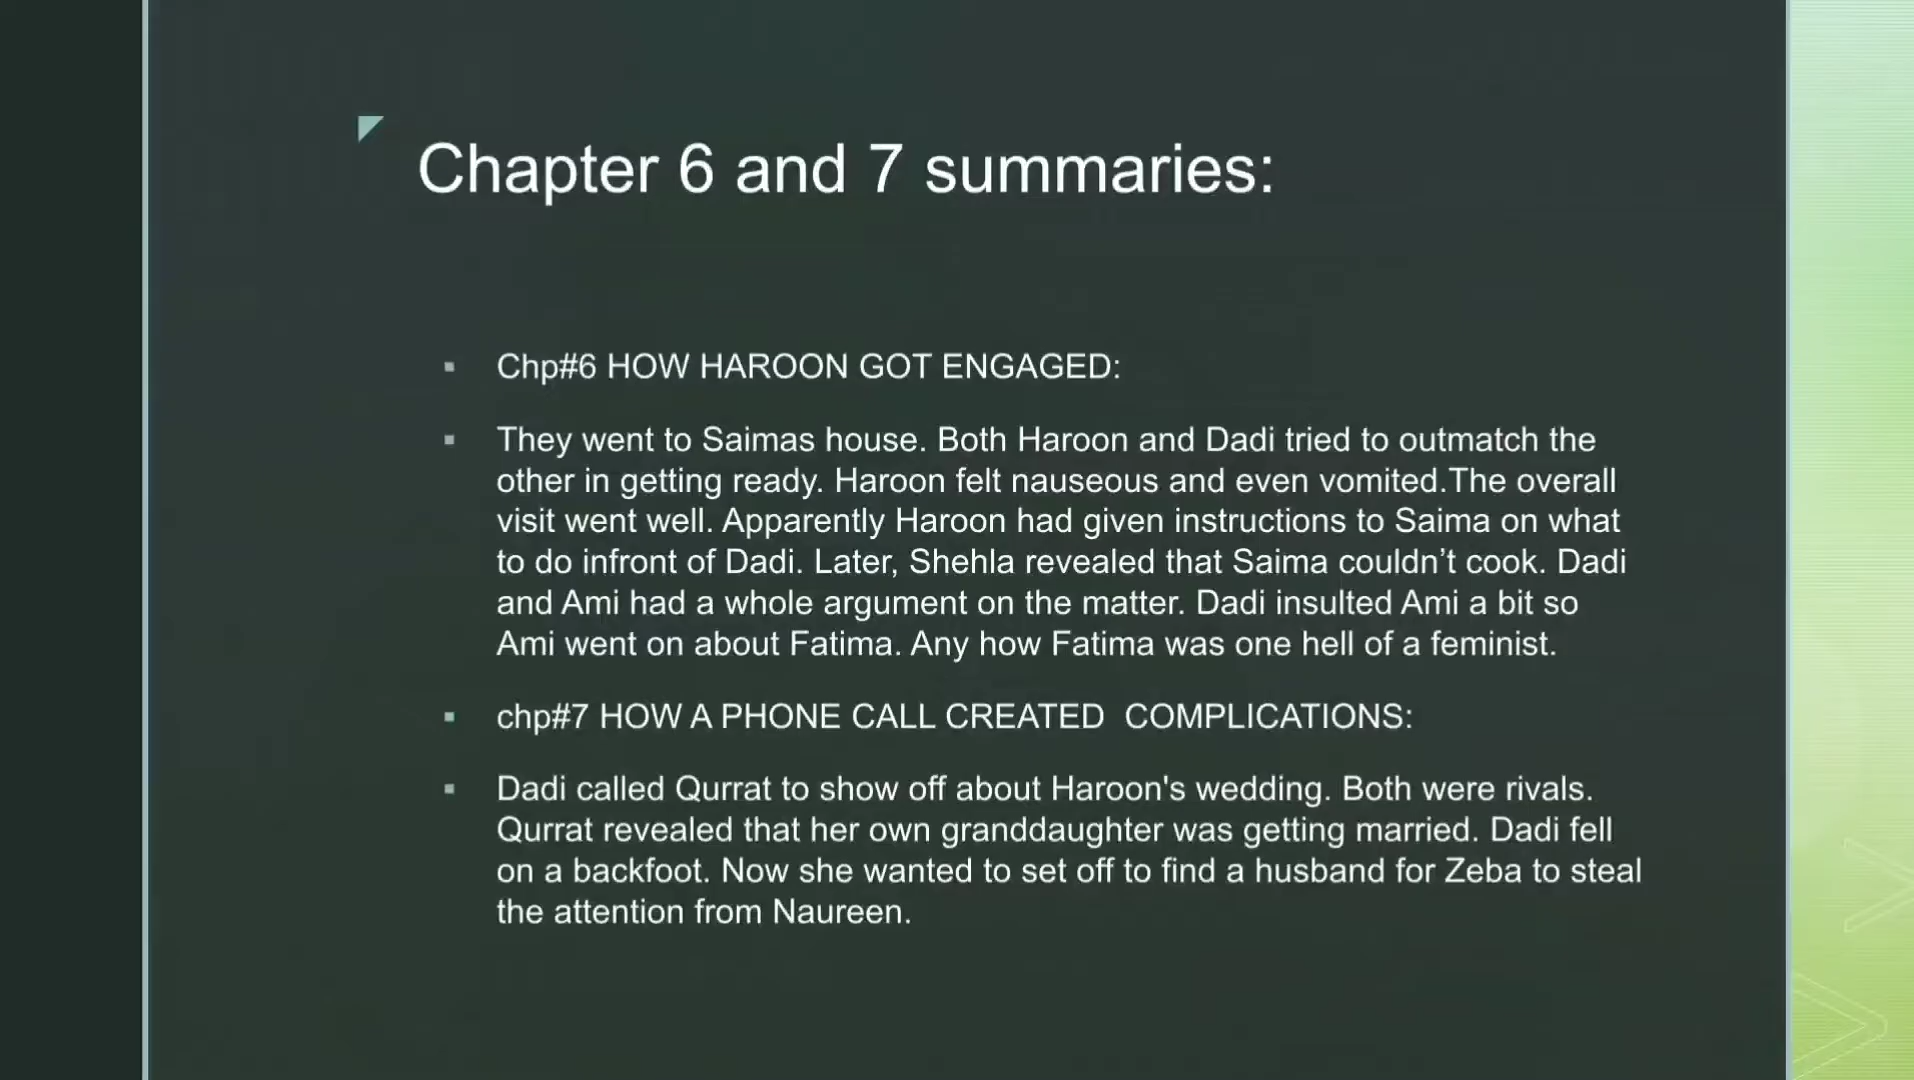 Chapter 6 and 7 summaries:
Chp#6 HOW HAROON GOT ENGAGED:
They went to Saimas house. Both Haroon and Dadi tried to outmatch the
other in getting ready. Haroon felt nauseous and even vomited.The overall
visit went well. Apparently Haroon had given instructions to Saima on what
to do infront of Dadi. Later, Shehla revealed that Saima couldn’t cook. Dadi
and Ami had a whole argument on the matter. Dadi insulted Ami a bit so
Ami went on about Fatima. Any how Fatima was one hell of a feminist.
chp#7 HOW A PHONE CALL CREATED  COMPLICATIONS:
Dadi called Qurrat to show off about Haroon's wedding. Both were rivals.
Qurrat revealed that her own granddaughter was getting married. Dadi fell
on a backfoot. Now she wanted to set off to find a husband for Zeba to steal
the attention from Naureen.